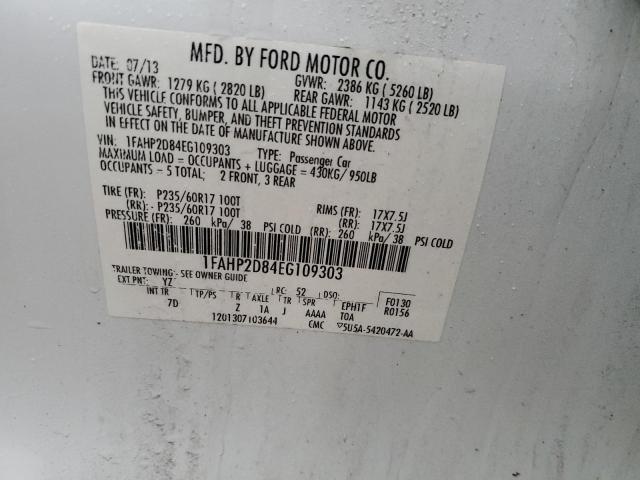 MFD. BY FORD MOTOR CO.
DATE: 07/13 GVWR: 2386 KG ( 5260 LB)
FRONT GAWR: 1279 KG ( 2820 LB) REAR GAWR: 1143 KG ( 2520 LB)
THIS VEHICLE CONFORMS TO ALL APPLICABLE FEDERAL MOTOR
VEHICLE SAFETY, BUMPER, AND THEFT PREVENTION STANDARDS
IN EFFECT ON THE DATE OF MANUFACTURE SHOWN ABOVE.
VIN: 1FAHP2D84EG109303 TYPE: Passenger Car
MAXIMUM LOAD = OCCUPANTS + LUGGAGE = 430KG/ 950LB
OCCUPANTS = 5 TOTAL; 2 FRONT, 3 REAR
TIRE (FR): P235/60R17 100T RIMS (FR): 17X7.5J
(RR): P235/60R17 100T (RR): 17X7.5J
PRESSURE (FR): 260 kPa/ 38 PSI COLD (RR): 260 kPa/ 38 PSI COLD
1FAHP2D84EG109303
TRAILER TOWING:- SEE OWNER GUIDE
EXT PNT: YZ RC: 52 DSO: F0130
INT TR TP/PS R AXLE TR SPR EPHTF R0156
7D Z 1A J AAAA TOA
1201307103644 CMC 5U5A-5420472-AA